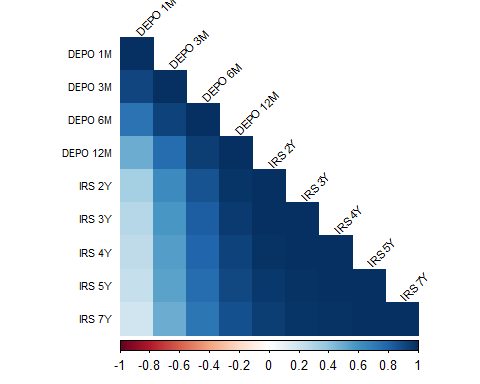 DEPO 1M
DEPO 1M
DEPO 3M
DEPO 3M
DEPO 6M
DEPO 6M
DEPO 12M
DEPO 12M
IRS 2Y
IRS 2Y
IRS 3Y
IRS 3Y
IRS 4Y
IRS 4Y
IRS 5Y
IRS 5Y
IRS 7Y
IRS 7Y
-1 -0.8 -0.6 -0.4 -0.2 0 0.2 0.4 0.6 0.8 1